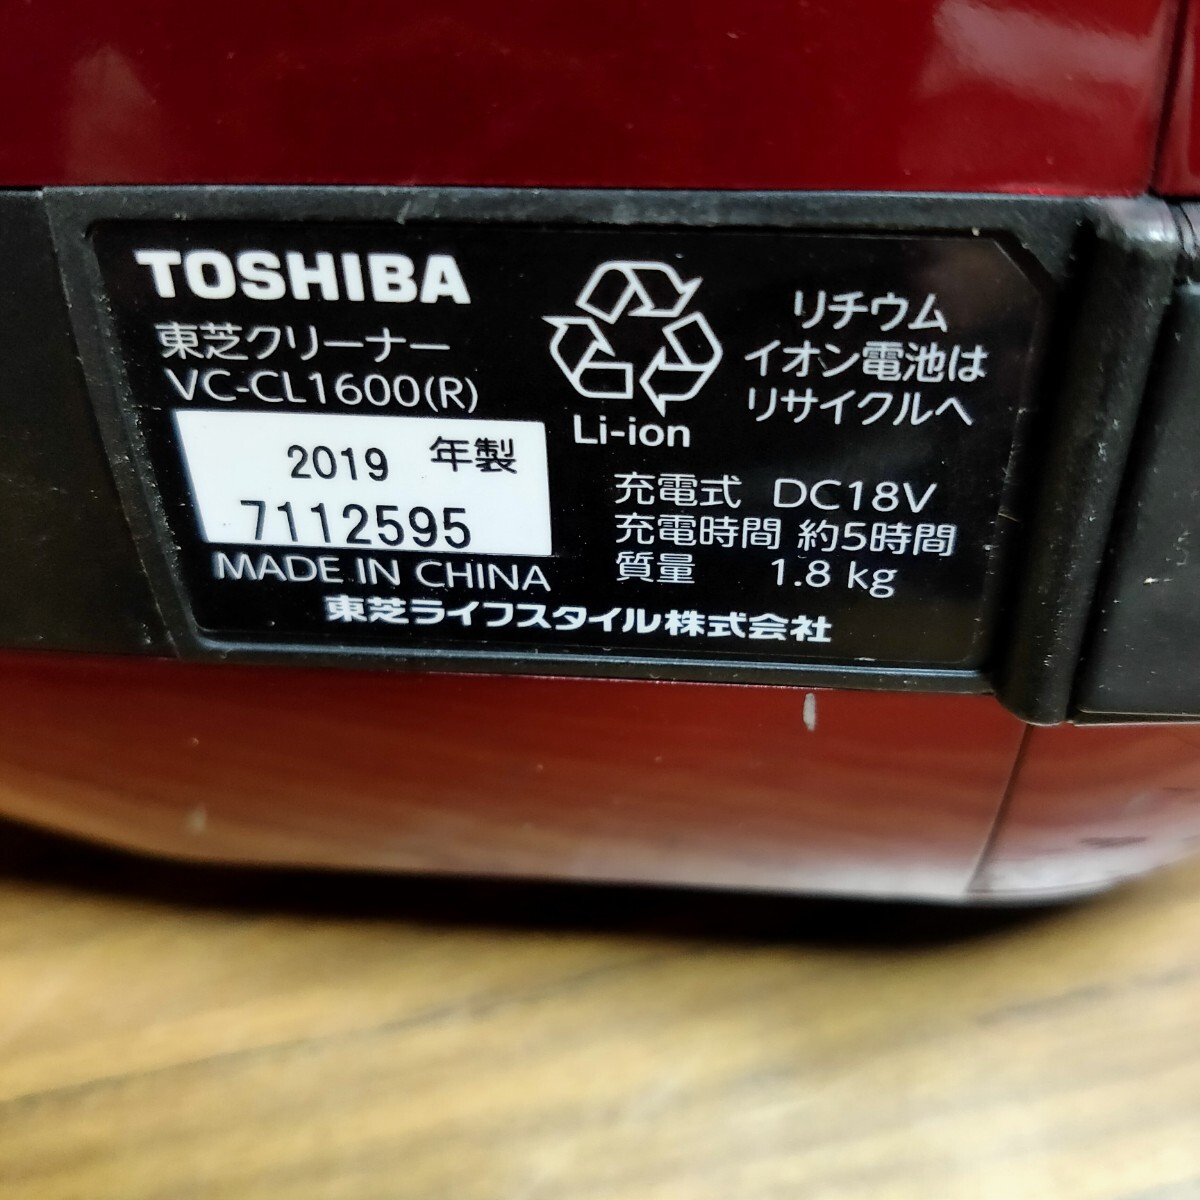 TOSHIBA
東芝クリーナー
VC-CL1600(R)
2019 年製
7112595
MADE IN CHINA
Li-ion
リチウム
イオン電池は
リサイクルへ
充電式 DC18V
充電時間 約5時間
質量 1.8 kg
東芝ライフスタイル株式会社